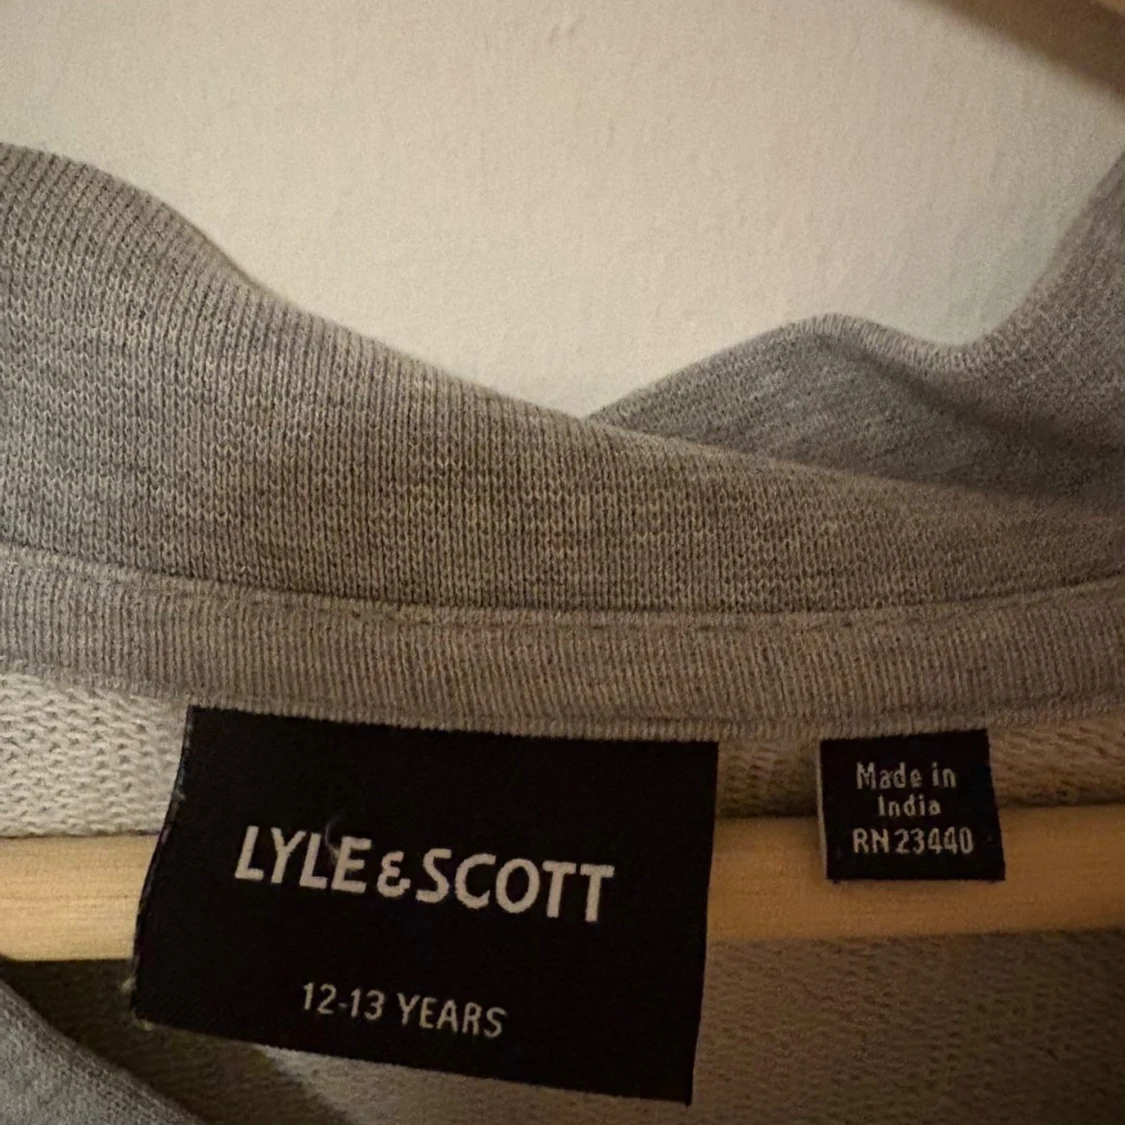 LYLE & SCOTT
12-13 YEARS
Made in
India
RN 23440